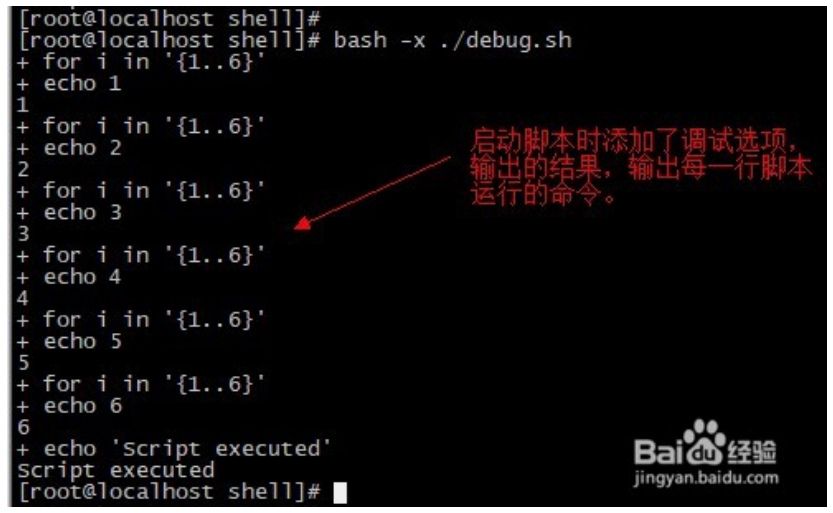 [root@localhost shell]#
[root@localhost shell]# bash -x ./debug.sh
+ for i in '{1..6}'
+ echo 1
1
+ for i in '{1..6}'
+ echo 2
2
+ for i in '{1..6}'
+ echo 3
3
+ for i in '{1..6}'
+ echo 4
4
+ for i in '{1..6}'
+ echo 5
5
+ for i in '{1..6}'
+ echo 6
6
+ echo 'Script executed'
Script executed
[root@localhost shell]#
启动脚本时添加了调试选项，
输出的结果，输出每一行脚本
运行的命令。
Bai du 经验
jingyan.baidu.com